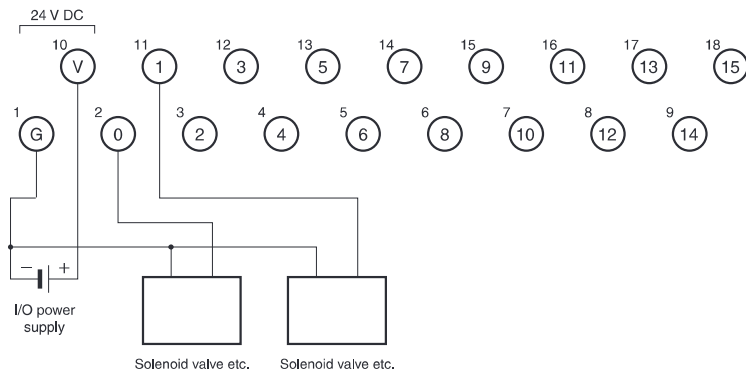 24 V DC
10 11 12 13 14 15 16 17 18
V 1 3 5 7 9 11 13 15
1 2 3 4 5 6 7 8 9
G 0 2 4 6 8 10 12 14
− +
I/O power
supply
Solenoid valve etc. Solenoid valve etc.